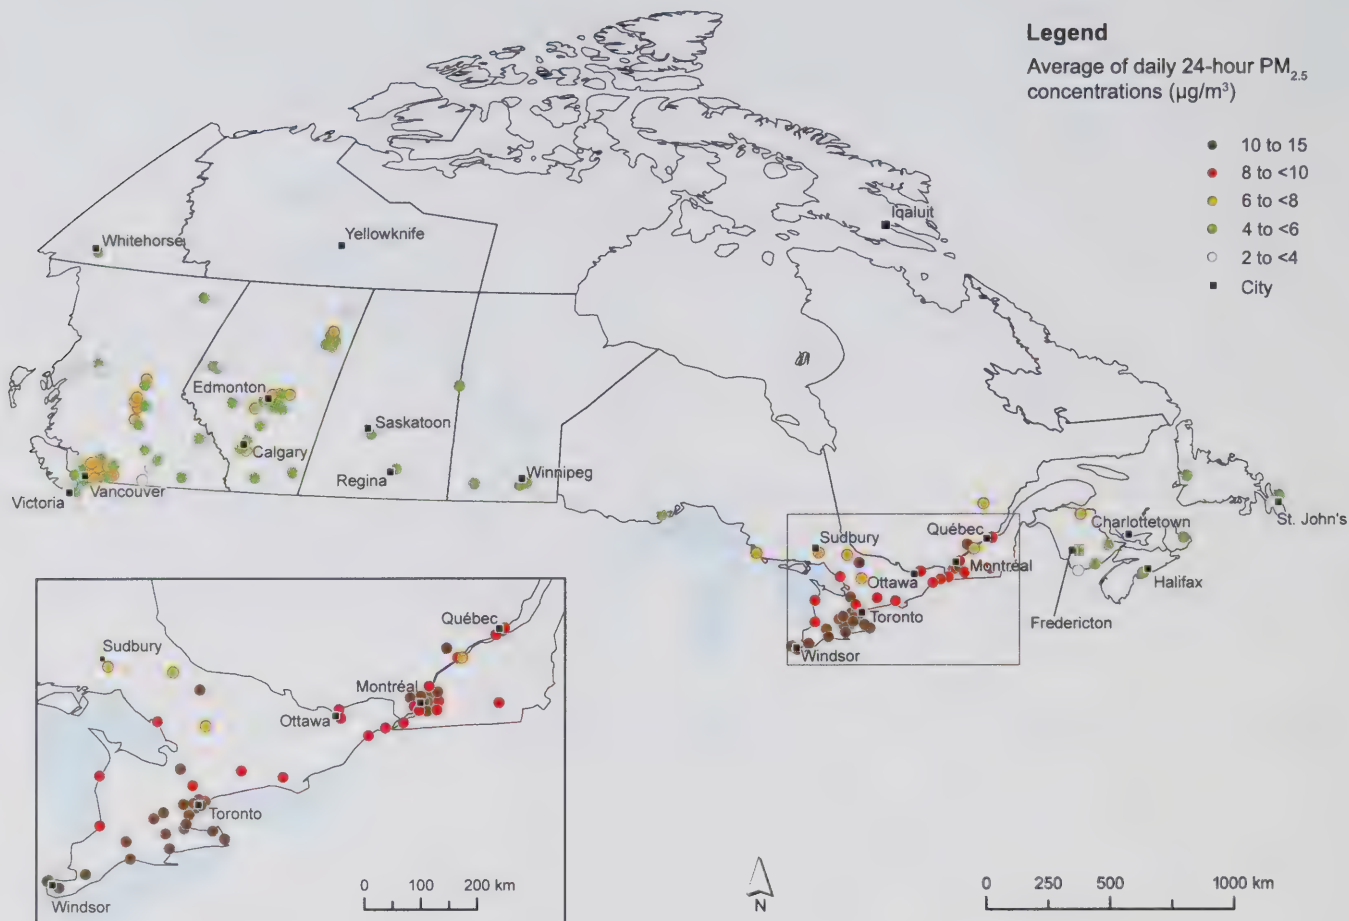 Legend
Average of daily 24-hour PM2.5
concentrations (µg/m³)
10 to 15
8 to <10
6 to <8
4 to <6
2 to <4
City
Iqaluit
Whitehorse
Yellowknife
Edmonton
Saskatoon
Calgary
Regina
Winnipeg
Victoria
Vancouver
Sudbury
Québec
Charlottetown
St. John's
Ottawa
Montréal
Halifax
Toronto
Fredericton
Windsor
Sudbury
Québec
Montréal
Ottawa
Toronto
Windsor
0 100 200 km
N
0 250 500 1000 km